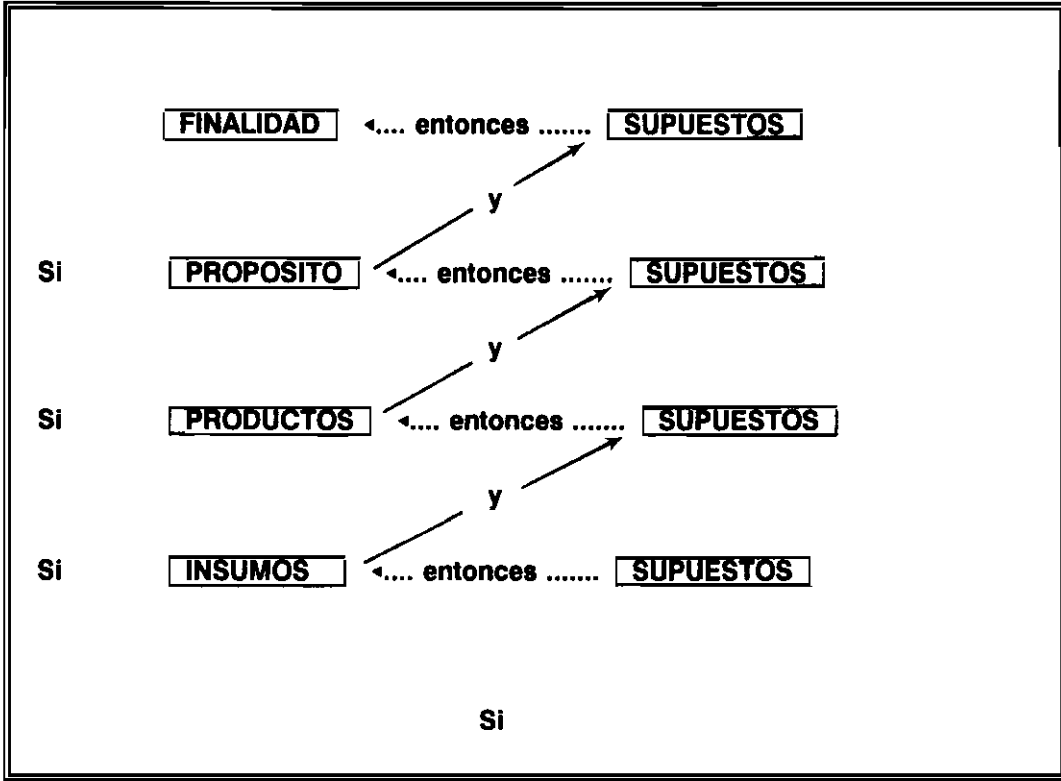 FINALIDAD ◄.... entonces ....... SUPUESTOS
y
Si PROPOSITO ◄.... entonces ....... SUPUESTOS
y
Si PRODUCTOS ◄.... entonces ....... SUPUESTOS
y
Si INSUMOS ◄.... entonces ....... SUPUESTOS
Si